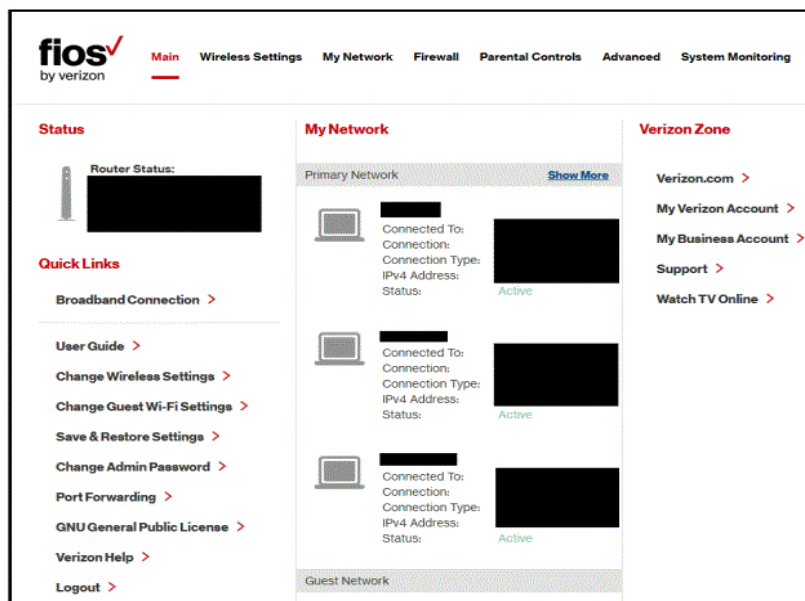 fios
by verizon
Main Wireless Settings My Network Firewall Parental Controls Advanced System Monitoring
Status
Router Status:
Quick Links
Broadband Connection >
User Guide >
Change Wireless Settings >
Change Guest Wi-Fi Settings >
Save & Restore Settings >
Change Admin Password >
Port Forwarding >
GNU General Public License >
Verizon Help >
Logout >
My Network
Primary Network Show More
Connected To:
Connection:
Connection Type:
IPv4 Address:
Status: Active
Connected To:
Connection:
Connection Type:
IPv4 Address:
Status: Active
Connected To:
Connection:
Connection Type:
IPv4 Address:
Status: Active
Guest Network
Verizon Zone
Verizon.com >
My Verizon Account >
My Business Account >
Support >
Watch TV Online >